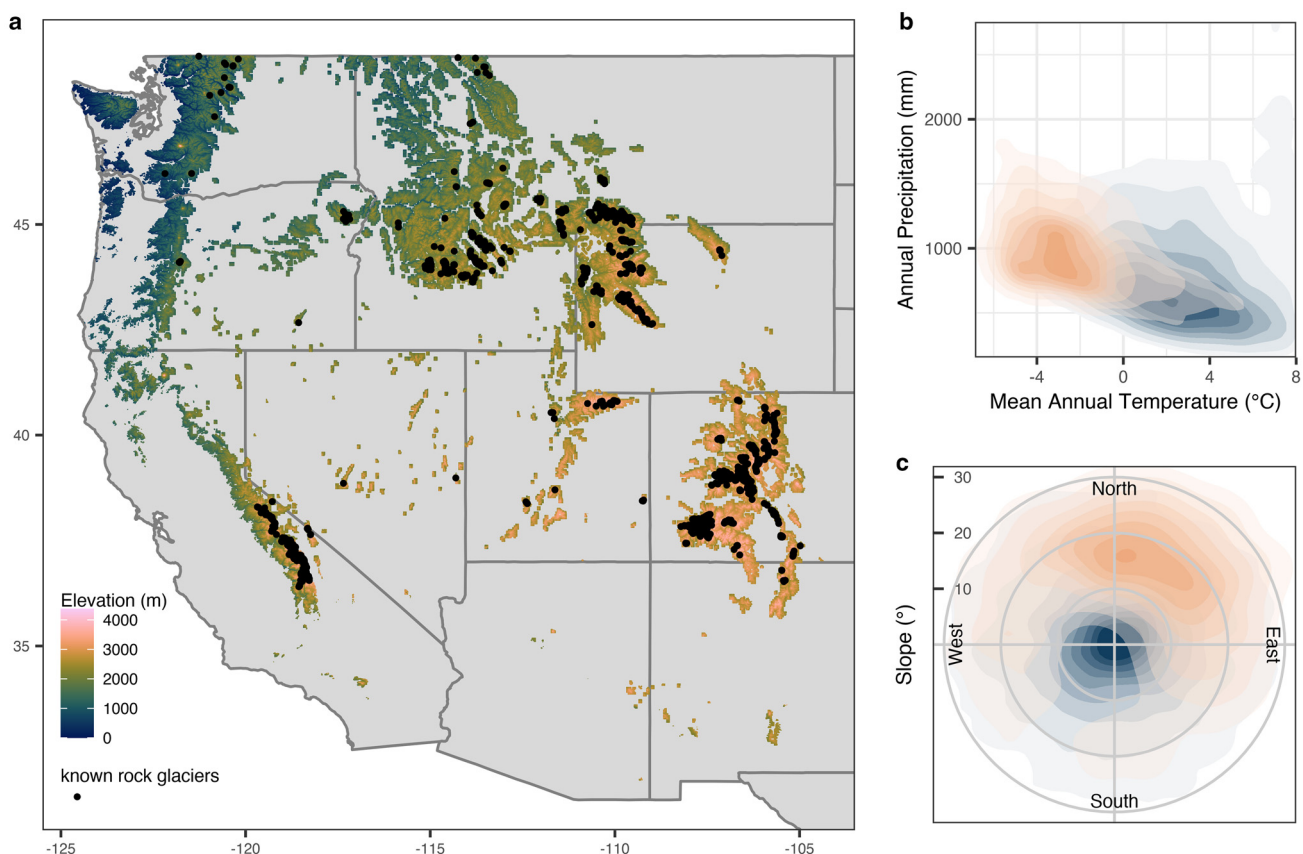 a
45
40
35
-125
-120
-115
-110
-105
Elevation (m)
4000
3000
2000
1000
0
known rock glaciers
b
Annual Precipitation (mm)
2000
1000
-4
0
4
8
Mean Annual Temperature (°C)
c
Slope (°)
30
20
10
North
West
East
South